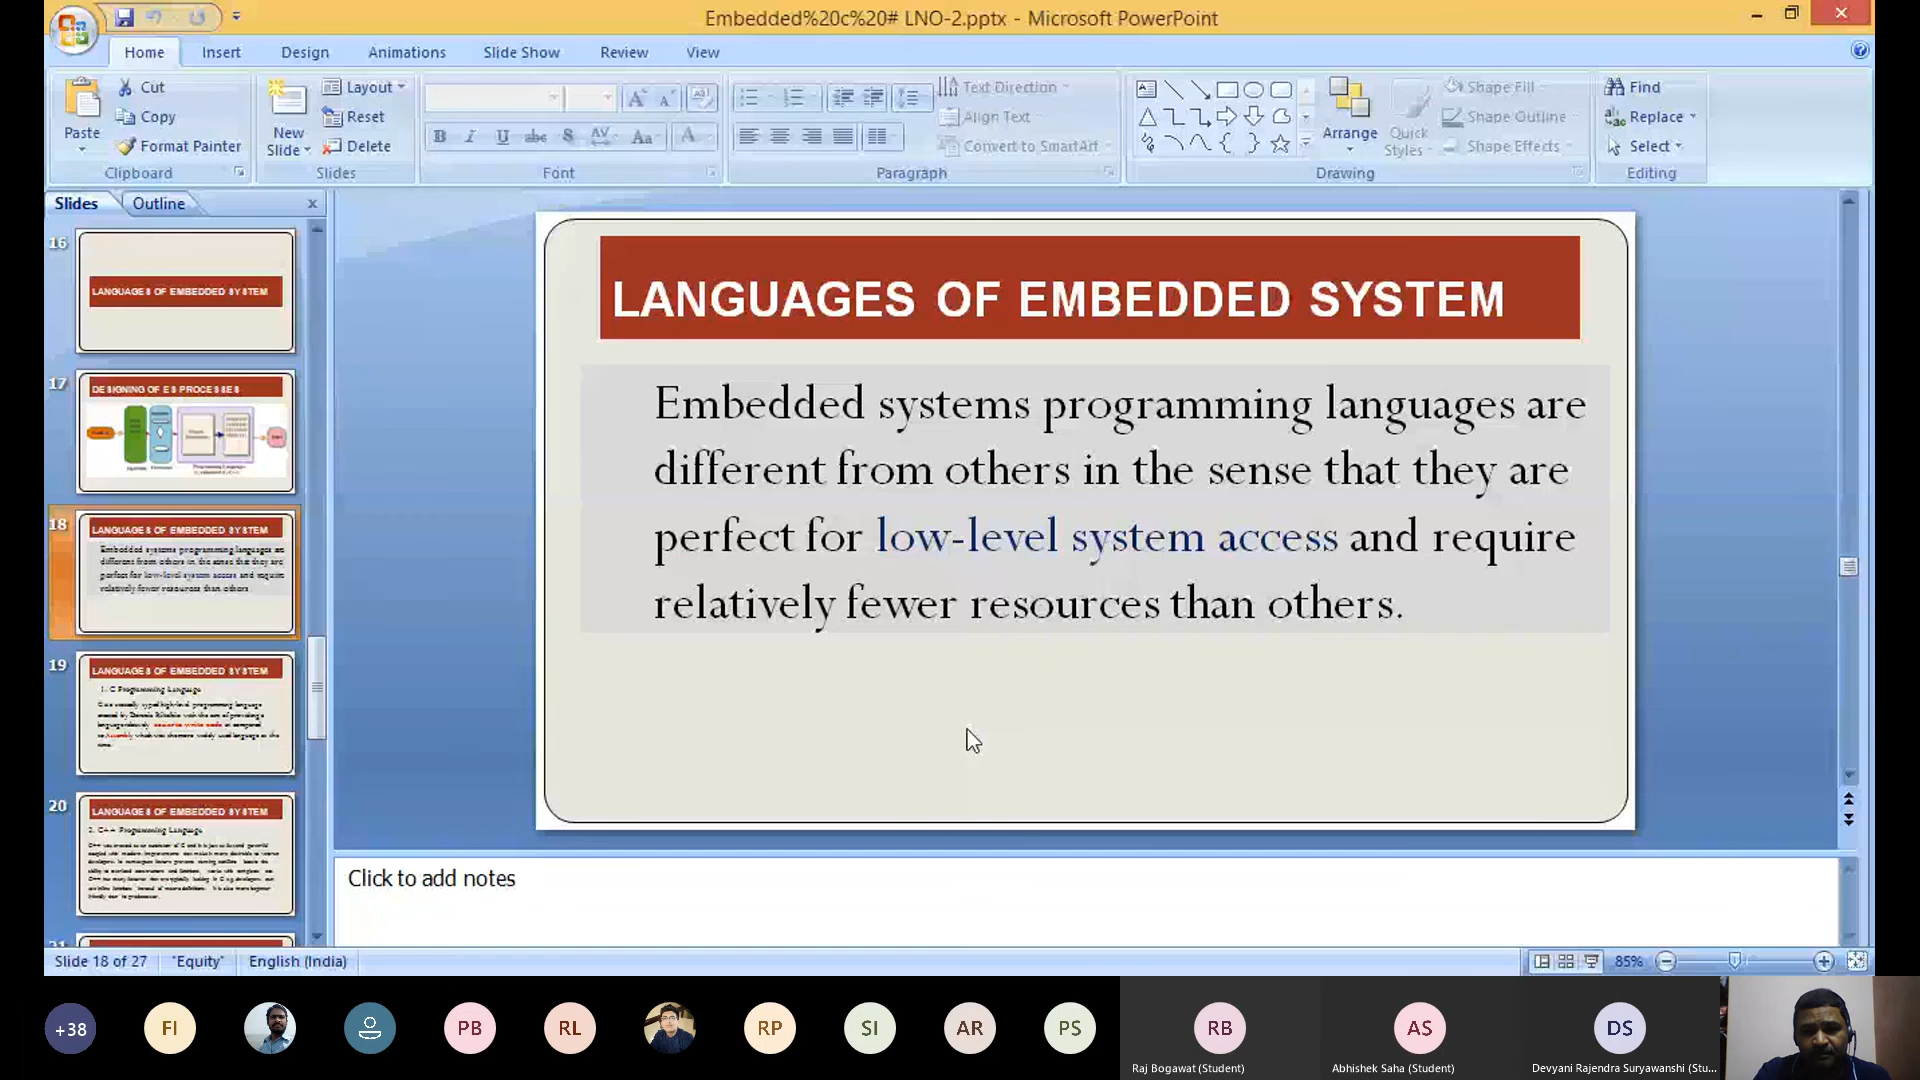 Embedded%20c%20# LNO-2.pptx - Microsoft PowerPoint
Home Insert Design Animations Slide Show Review View
Paste
Cut
Copy
Format Painter
Clipboard
New Slide
Layout
Reset
Delete
Slides
Font
Text Direction
Align Text
Convert to SmartArt
Paragraph
Arrange
Quick Styles
Shape Fill
Shape Outline
Shape Effects
Drawing
Find
Replace
Select
Editing
Slides Outline
16
LANGUAGES OF EMBEDDED SYSTEM
17
DESIGNING OF ES PROCESSES
18
LANGUAGES OF EMBEDDED SYSTEM
Embedded systems programming languages are
different from others in the sense that they are
perfect for low-level system access and require
relatively fewer resources than others.
19
LANGUAGES OF EMBEDDED SYSTEM
1. C Programming Language
20
LANGUAGES OF EMBEDDED SYSTEM
2. C++ Programming Language
LANGUAGES OF EMBEDDED SYSTEM
Embedded systems programming languages are
different from others in the sense that they are
perfect for low-level system access and require
relatively fewer resources than others.
Click to add notes
Slide 18 of 27 "Equity" English (India) 85%
+38 FI PB RL RP SI AR PS RB AS DS
Raj Bogawat (Student) Abhishek Saha (Student) Devyani Rajendra Suryawanshi (Stu...